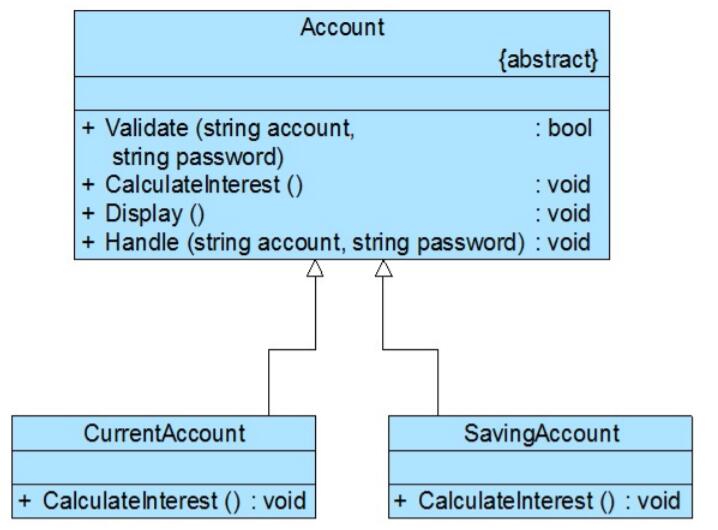 Account
{abstract}
+ Validate (string account, : bool
string password)
+ CalculateInterest () : void
+ Display () : void
+ Handle (string account, string password) : void
CurrentAccount
+ CalculateInterest () : void
SavingAccount
+ CalculateInterest () : void